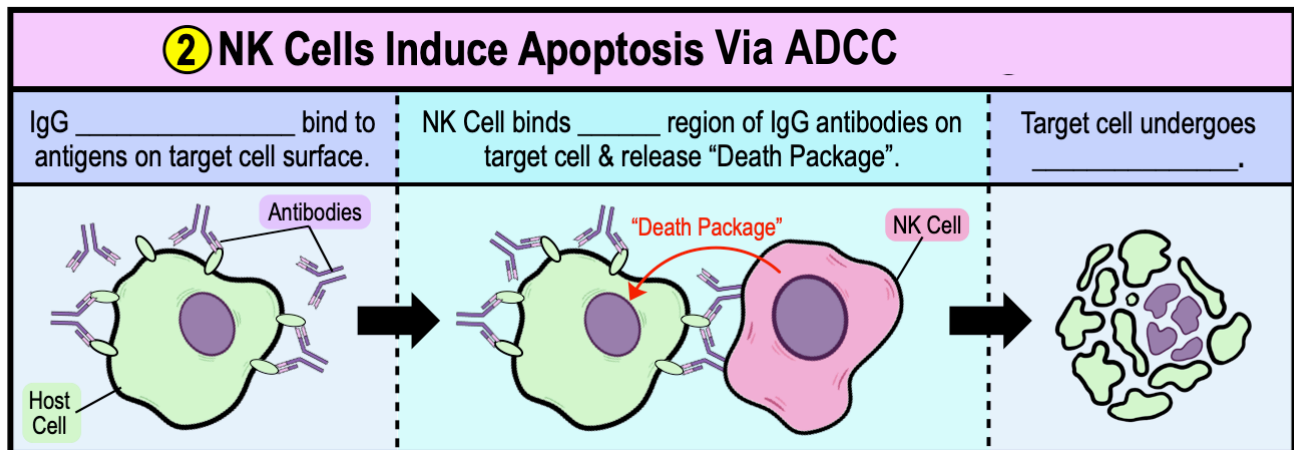 2 NK Cells Induce Apoptosis Via ADCC
IgG ________________ bind to
antigens on target cell surface.
NK Cell binds ______ region of IgG antibodies on
target cell & release “Death Package”.
Target cell undergoes
_______________.
Antibodies
Host
Cell
“Death Package”
NK Cell